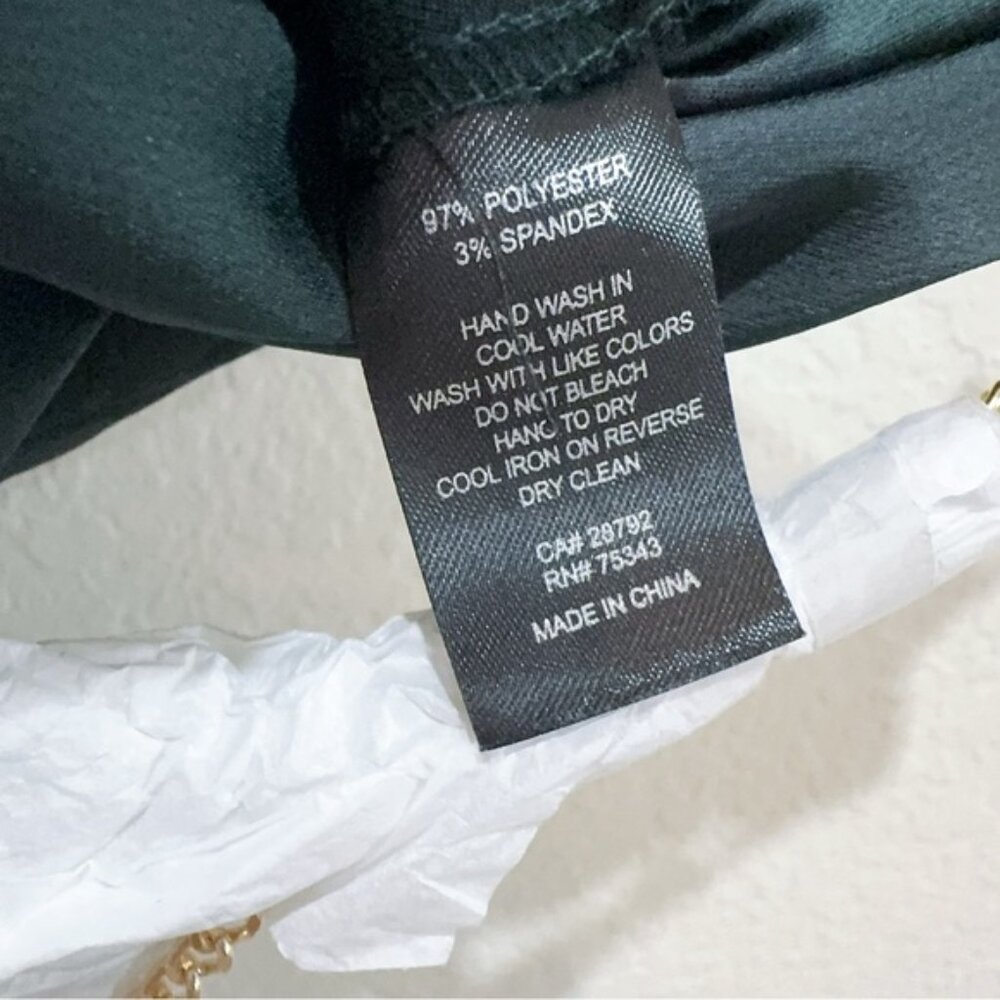 97% POLYESTER
3% SPANDEX
HAND WASH IN
COOL WATER
WASH WITH LIKE COLORS
DO NOT BLEACH
HANG TO DRY
COOL IRON ON REVERSE
DRY CLEAN
CA# 28792
RN# 75343
MADE IN CHINA